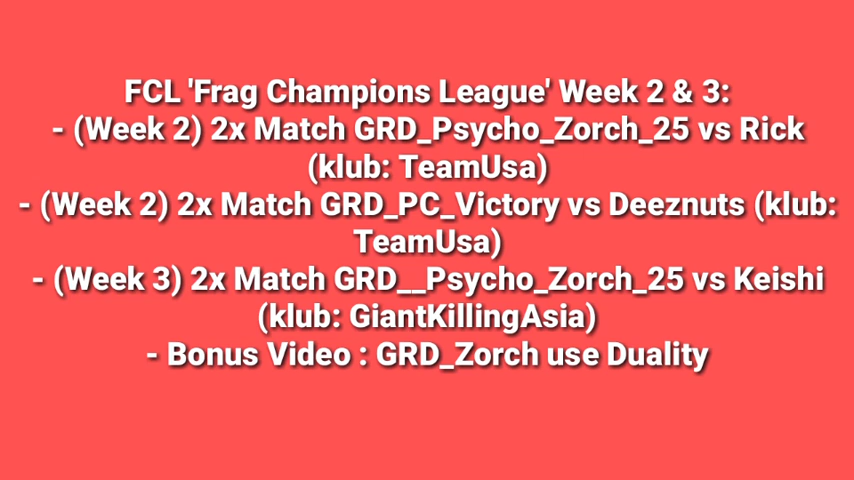 FCL 'Frag Champions League' Week 2 & 3:
- (Week 2) 2x Match GRD_Psycho_Zorch_25 vs Rick
(klub: TeamUsa)
- (Week 2) 2x Match GRD_PC_Victory vs Deeznuts (klub:
TeamUsa)
- (Week 3) 2x Match GRD__Psycho_Zorch_25 vs Keishi
(klub: GiantKillingAsia)
- Bonus Video : GRD_Zorch use Duality